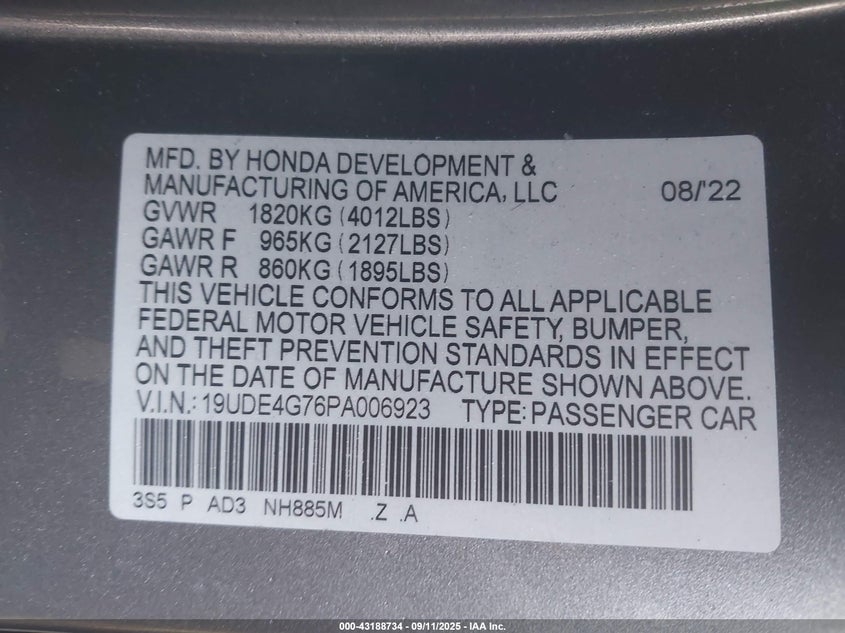 MFD. BY HONDA DEVELOPMENT &
MANUFACTURING OF AMERICA, LLC 08/'22
GVWR 1820KG (4012LBS)
GAWR F 965KG (2127LBS)
GAWR R 860KG (1895LBS)
THIS VEHICLE CONFORMS TO ALL APPLICABLE
FEDERAL MOTOR VEHICLE SAFETY, BUMPER,
AND THEFT PREVENTION STANDARDS IN EFFECT
ON THE DATE OF MANUFACTURE SHOWN ABOVE.
V.I.N.: 19UDE4G76PA006923 TYPE: PASSENGER CAR
3S5 P AD3 NH885M .Z .A
000-43188734 - 09/11/2025 - IAA Inc.